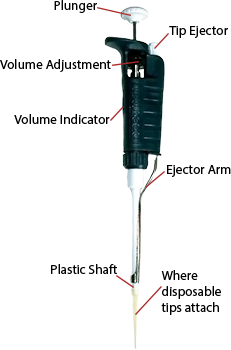 Plunger
Tip Ejector
Volume Adjustment
Volume Indicator
Ejector Arm
Plastic Shaft
Where
disposable
tips attach